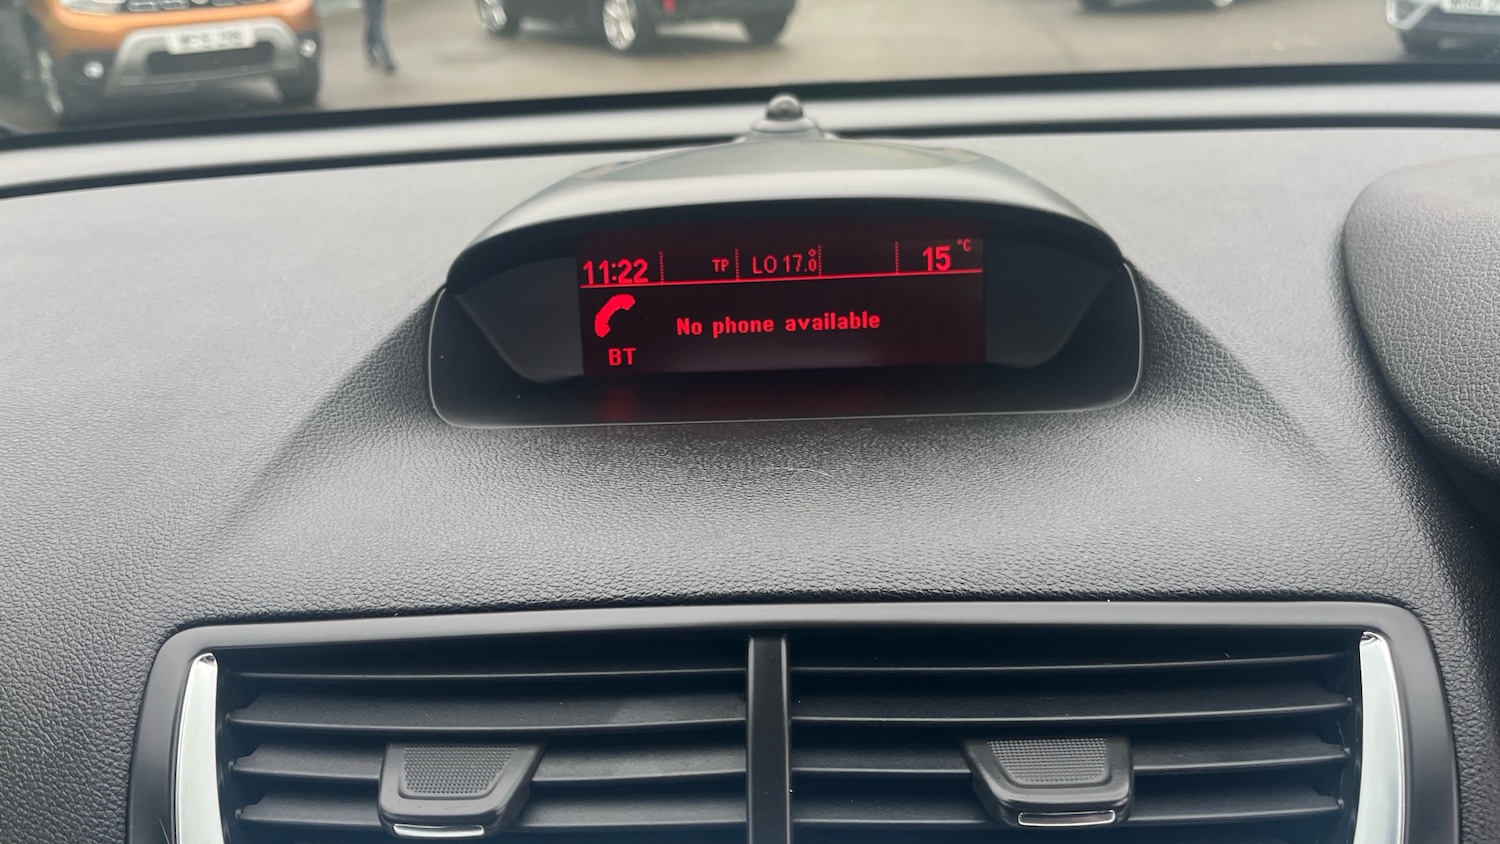 11:22 TP LO 17.0° 15 °C
No phone available
BT